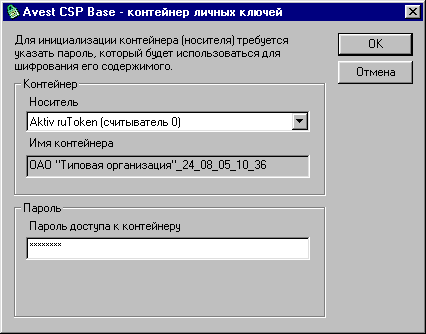 Avest CSP Base - контейнер личных ключей
Для инициализации контейнера (носителя) требуется
указать пароль, который будет использоваться для
шифрования его содержимого.
OK
Отмена
Контейнер
Носитель
Aktiv ruToken (считыватель 0)
Имя контейнера
ОАО "Типовая организация"_24_08_05_10_36
Пароль
Пароль доступа к контейнеру
xxxxxxxx